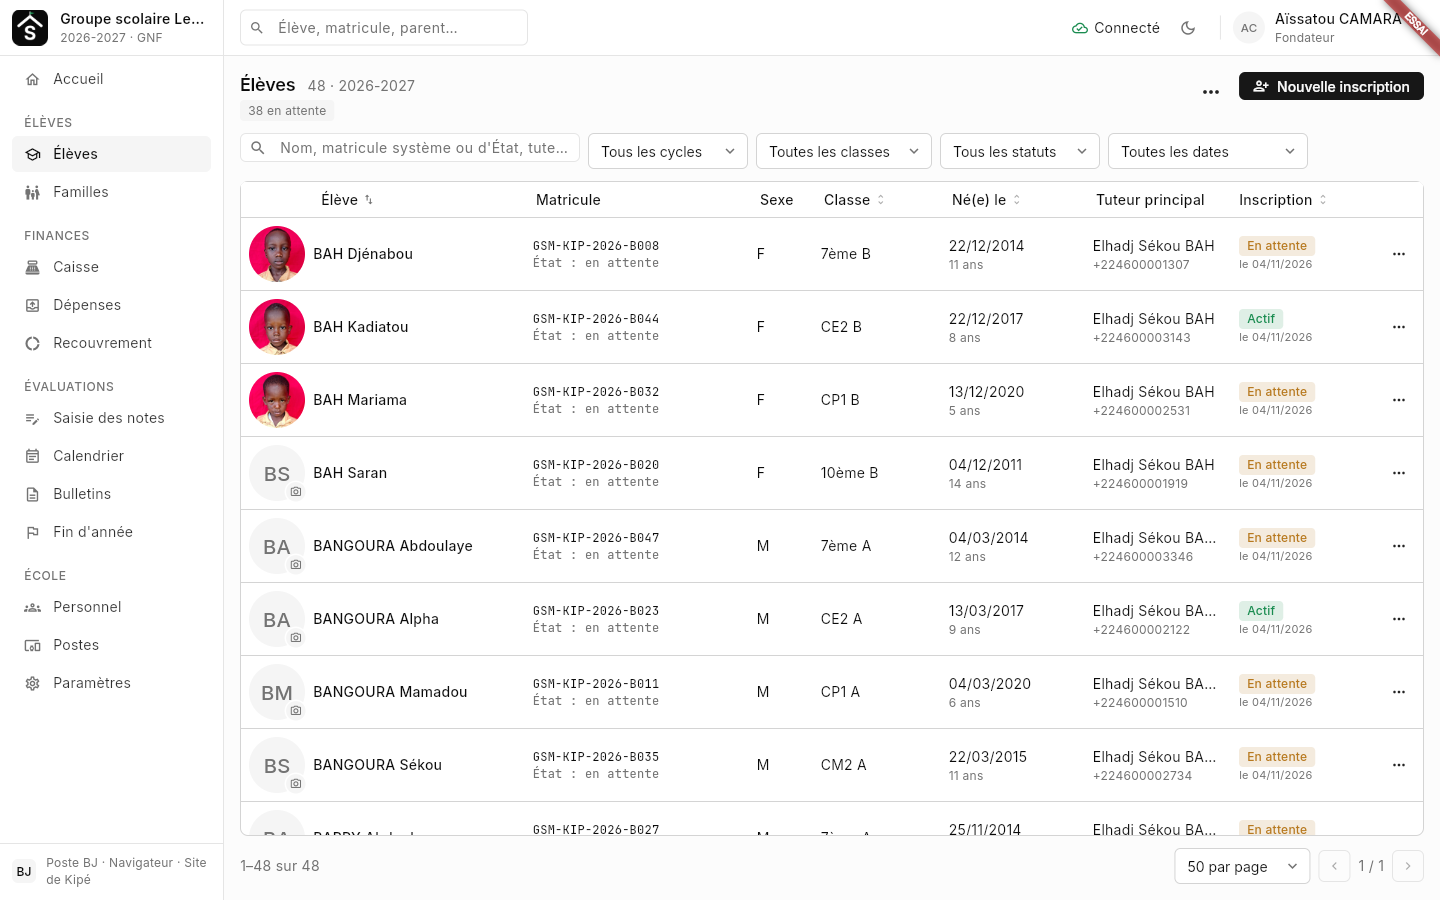 Groupe scolaire Le...
2026-2027 · GNF
Élève, matricule, parent...
Connecté
AC
Aïssatou CAMARA
Fondateur
ESSAI
Accueil
ÉLÈVES
Élèves
Familles
FINANCES
Caisse
Dépenses
Recouvrement
ÉVALUATIONS
Saisie des notes
Calendrier
Bulletins
Fin d'année
ÉCOLE
Personnel
Postes
Paramètres
BJ
Poste BJ · Navigateur · Site
de Kipé
Élèves 48 · 2026-2027
38 en attente
Nouvelle inscription
Nom, matricule système ou d'État, tute...
Tous les cycles
Toutes les classes
Tous les statuts
Toutes les dates
Élève Matricule Sexe Classe Né(e) le Tuteur principal Inscription
BAH Djénabou GSM-KIP-2026-B008 F 7ème B 22/12/2014 Elhadj Sékou BAH En attente
État : en attente 11 ans +224600001307 le 04/11/2026
BAH Kadiatou GSM-KIP-2026-B044 F CE2 B 22/12/2017 Elhadj Sékou BAH Actif
État : en attente 8 ans +224600003143 le 04/11/2026
BAH Mariama GSM-KIP-2026-B032 F CP1 B 13/12/2020 Elhadj Sékou BAH En attente
État : en attente 5 ans +224600002531 le 04/11/2026
BS BAH Saran GSM-KIP-2026-B020 F 10ème B 04/12/2011 Elhadj Sékou BAH En attente
État : en attente 14 ans +224600001919 le 04/11/2026
BA BANGOURA Abdoulaye GSM-KIP-2026-B047 M 7ème A 04/03/2014 Elhadj Sékou BA... En attente
État : en attente 12 ans +224600003346 le 04/11/2026
BA BANGOURA Alpha GSM-KIP-2026-B023 M CE2 A 13/03/2017 Elhadj Sékou BA... Actif
État : en attente 9 ans +224600002122 le 04/11/2026
BM BANGOURA Mamadou GSM-KIP-2026-B011 M CP1 A 04/03/2020 Elhadj Sékou BA... En attente
État : en attente 6 ans +224600001510 le 04/11/2026
BS BANGOURA Sékou GSM-KIP-2026-B035 M CM2 A 22/03/2015 Elhadj Sékou BA... En attente
État : en attente 11 ans +224600002734 le 04/11/2026
GSM-KIP-2026-B027 25/11/2014 Elhadj Sékou BA... En attente
1–48 sur 48
50 par page
1 / 1